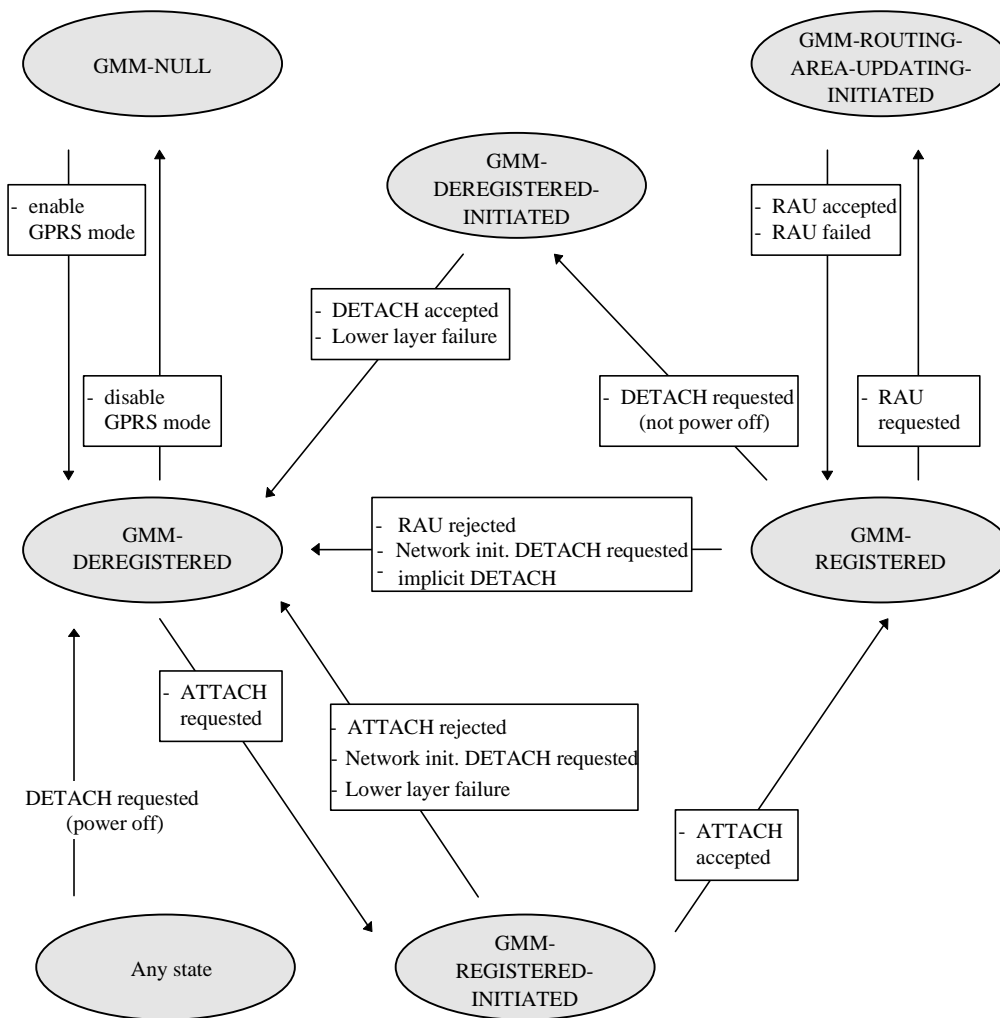 GMM-NULL
GMM-ROUTING-
AREA-UPDATING-
INITIATED
GMM-
DEREGISTERED-
INITIATED
- enable
GPRS mode
- RAU accepted
- RAU failed
- DETACH accepted
- Lower layer failure
- disable
GPRS mode
- DETACH requested
(not power off)
- RAU
requested
GMM-
DEREGISTERED
- RAU rejected
- Network init. DETACH requested
- implicit DETACH
GMM-
REGISTERED
- ATTACH
requested
- ATTACH rejected
- Network init. DETACH requested
- Lower layer failure
DETACH requested
(power off)
- ATTACH
accepted
Any state
GMM-
REGISTERED-
INITIATED